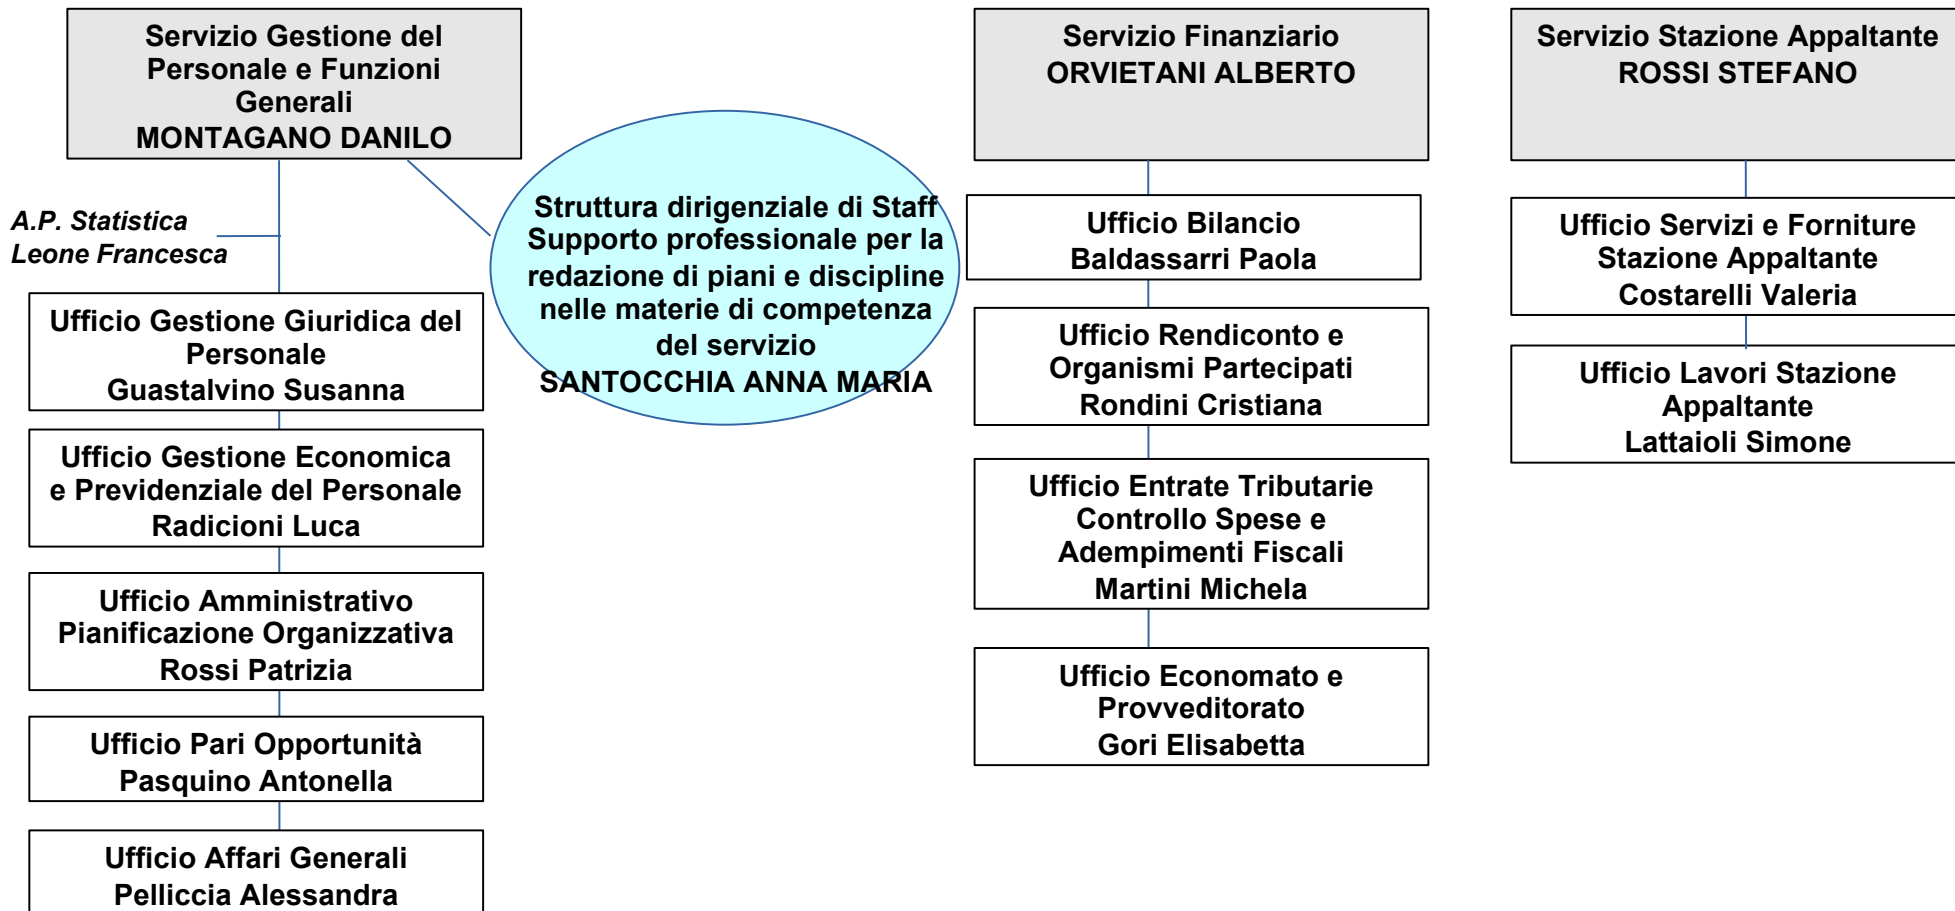 Servizio Gestione del
Personale e Funzioni
Generali
MONTAGANO DANILO
A.P. Statistica
Leone Francesca
Struttura dirigenziale di Staff
Supporto professionale per la
redazione di piani e discipline
nelle materie di competenza
del servizio
SANTOCCHIA ANNA MARIA
Ufficio Gestione Giuridica del
Personale
Guastalvino Susanna
Ufficio Gestione Economica
e Previdenziale del Personale
Radicioni Luca
Ufficio Amministrativo
Pianificazione Organizzativa
Rossi Patrizia
Ufficio Pari Opportunità
Pasquino Antonella
Ufficio Affari Generali
Pelliccia Alessandra
Servizio Finanziario
ORVIETANI ALBERTO
Ufficio Bilancio
Baldassarri Paola
Ufficio Rendiconto e
Organismi Partecipati
Rondini Cristiana
Ufficio Entrate Tributarie
Controllo Spese e
Adempimenti Fiscali
Martini Michela
Ufficio Economato e
Provveditorato
Gori Elisabetta
Servizio Stazione Appaltante
ROSSI STEFANO
Ufficio Servizi e Forniture
Stazione Appaltante
Costarelli Valeria
Ufficio Lavori Stazione
Appaltante
Lattaioli Simone